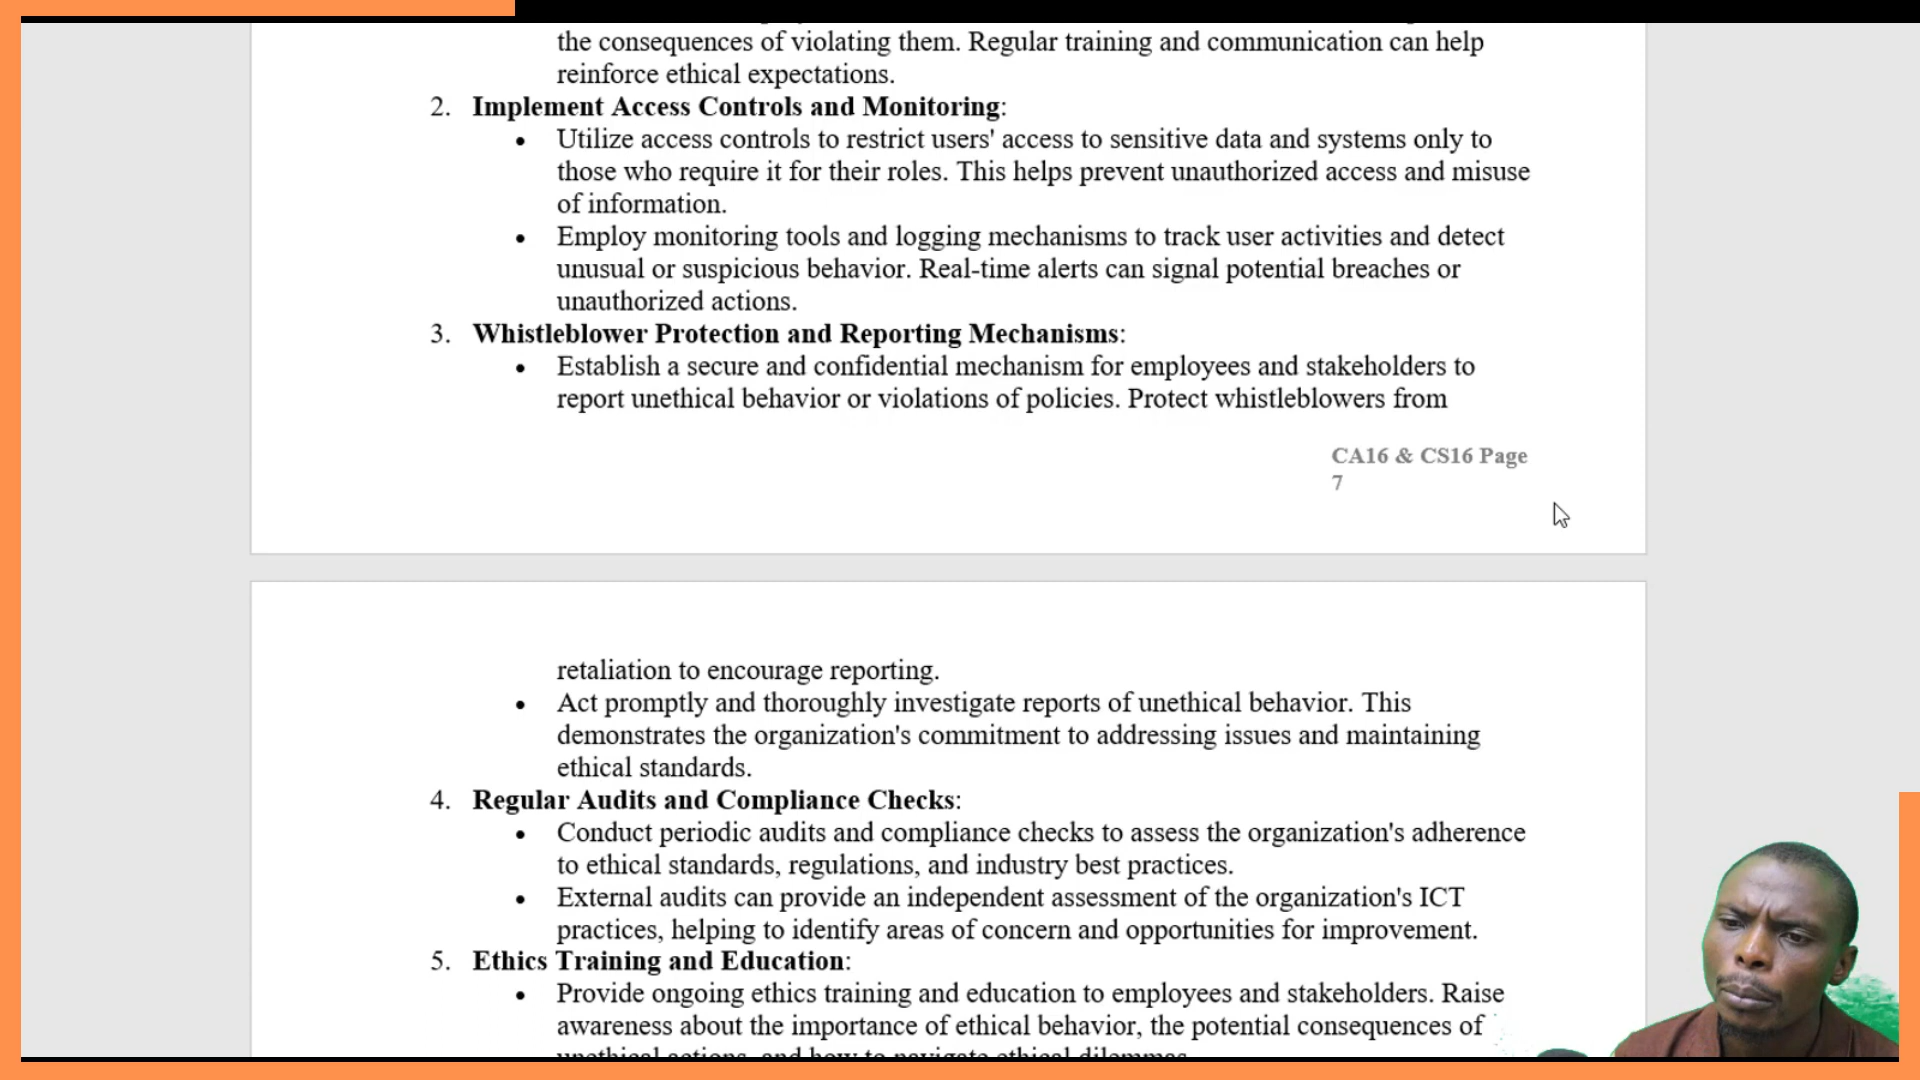 the consequences of violating them. Regular training and communication can help
reinforce ethical expectations.
2. Implement Access Controls and Monitoring:
• Utilize access controls to restrict users' access to sensitive data and systems only to
those who require it for their roles. This helps prevent unauthorized access and misuse
of information.
• Employ monitoring tools and logging mechanisms to track user activities and detect
unusual or suspicious behavior. Real-time alerts can signal potential breaches or
unauthorized actions.
3. Whistleblower Protection and Reporting Mechanisms:
• Establish a secure and confidential mechanism for employees and stakeholders to
report unethical behavior or violations of policies. Protect whistleblowers from
CA16 & CS16 Page
7
retaliation to encourage reporting.
• Act promptly and thoroughly investigate reports of unethical behavior. This
demonstrates the organization's commitment to addressing issues and maintaining
ethical standards.
4. Regular Audits and Compliance Checks:
• Conduct periodic audits and compliance checks to assess the organization's adherence
to ethical standards, regulations, and industry best practices.
• External audits can provide an independent assessment of the organization's ICT
practices, helping to identify areas of concern and opportunities for improvement.
5. Ethics Training and Education:
• Provide ongoing ethics training and education to employees and stakeholders. Raise
awareness about the importance of ethical behavior, the potential consequences of
unethical actions, and how to navigate ethical dilemmas.